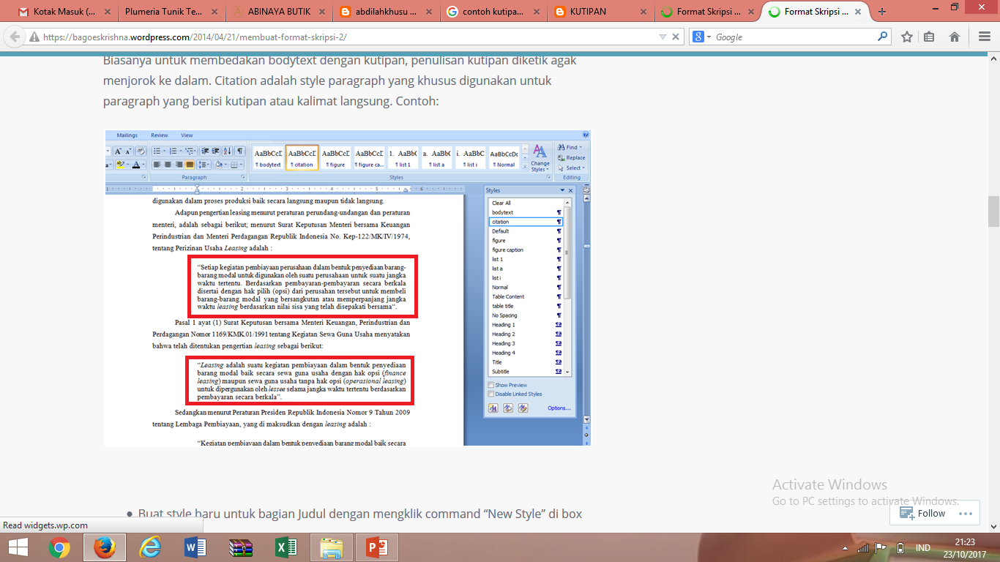 Kotak Masuk (...
Plumeria Tunik Te...
ABINAYA BUTIK
abdilahkhusu ...
contoh kutipa...
KUTIPAN
Format Skripsi ...
Format Skripsi ...
https://bagoeskrishna.wordpress.com/2014/04/21/membuat-format-skripsi-2/
Google
Biasanya untuk membedakan bodytext dengan kutipan, penulisan kutipan diketik agak
menjorok ke dalam. Citation adalah style paragraph yang khusus digunakan untuk
paragraph yang berisi kutipan atau kalimat langsung. Contoh:
Mailings Review View
AaBbCcD AaBbCcD AaBbCcD AaBbCcD 1. AaBbC a. AaBbC i. AaBbC AaBbCcDc
¶ bodytext ¶ citation ¶ figure ¶ figure ca... ¶ list 1 ¶ list a ¶ list i ¶ Normal
Change
Styles
Find
Replace
Select
Paragraph Styles Editing
digunakan dalam proses produksi baik secara langsung maupun tidak langsung.
Adapun pengertian leasing menurut peraturan perundang-undangan dan peraturan
menteri, adalah sebagai berikut; menurut Surat Keputusan Menteri bersama Keuangan
Perindustrian dan Menteri Perdagangan Republik Indonesia No. Kep-122/MK/IV/1974,
tentang Perizinan Usaha Leasing adalah :
“Setiap kegiatan pembiayaan perusahaan dalam bentuk penyediaan barang-
barang modal untuk digunakan oleh suatu perusahaan untuk suatu jangka
waktu tertentu. Berdasarkan pembayaran-pembayaran secara berkala
disertai dengan hak pilih (opsi) dari perusahaan tersebut untuk membeli
barang-barang modal yang bersangkutan atau memperpanjang jangka
waktu leasing berdasarkan nilai sisa yang telah disepakati bersama“.
Pasal 1 ayat (1) Surat Keputusan bersama Menteri Keuangan, Perindustrian dan
Perdagangan Nomor 1169/KMK.01/1991 tentang Kegiatan Sewa Guna Usaha menyatakan
bahwa telah ditentukan pengertian leasing sebagai berikut:
“Leasing adalah suatu kegiatan pembiayaan dalam bentuk penyediaan
barang modal baik secara sewa guna usaha dengan hak opsi (finance
leasing) maupun sewa guna usaha tanpa hak opsi (operasional leasing)
untuk dipergunakan oleh lessee selama jangka waktu tertentu berdasarkan
pembayaran secara berkala”.
Sedangkan menurut Peraturan Presiden Republik Indonesia Nomor 9 Tahun 2009
tentang Lembaga Pembiayaan, yang di maksudkan dengan leasing adalah :
“Kegiatan pembiayaan dalam bentuk penyediaan barang modal baik secara
Styles
Clear All
bodytext
citation
Default
figure
figure caption
list 1
list a
list i
Normal
Table Content
table title
No Spacing
Heading 1
Heading 2
Heading 3
Heading 4
Title
Subtitle
Show Preview
Disable Linked Styles
Options...
Activate Windows
Go to PC settings to activate Windows.
• Buat style baru untuk bagian Judul dengan mengklik command “New Style” di box
Follow
Read widgets.wp.com
IND
21:23
23/10/2017